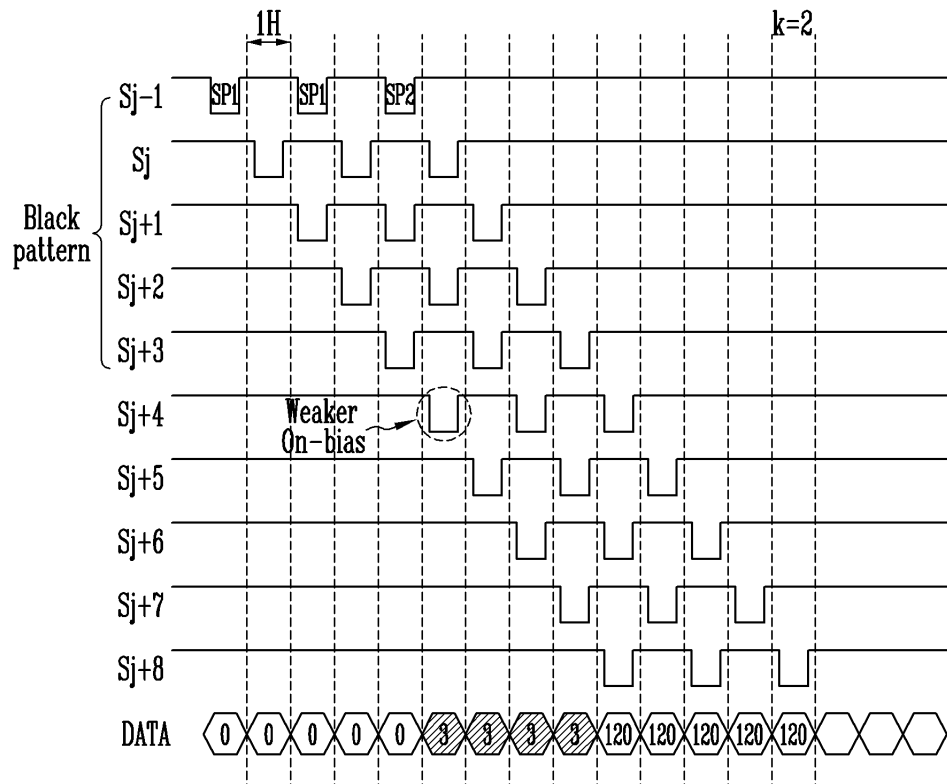 1H
k=2
Sj-1
SP1
SP1
SP2
Sj
Sj+1
Black
pattern
Sj+2
Sj+3
Sj+4
Weaker
On-bias
Sj+5
Sj+6
Sj+7
Sj+8
DATA 0 0 0 0 0 3 3 3 3 120 120 120 120 120